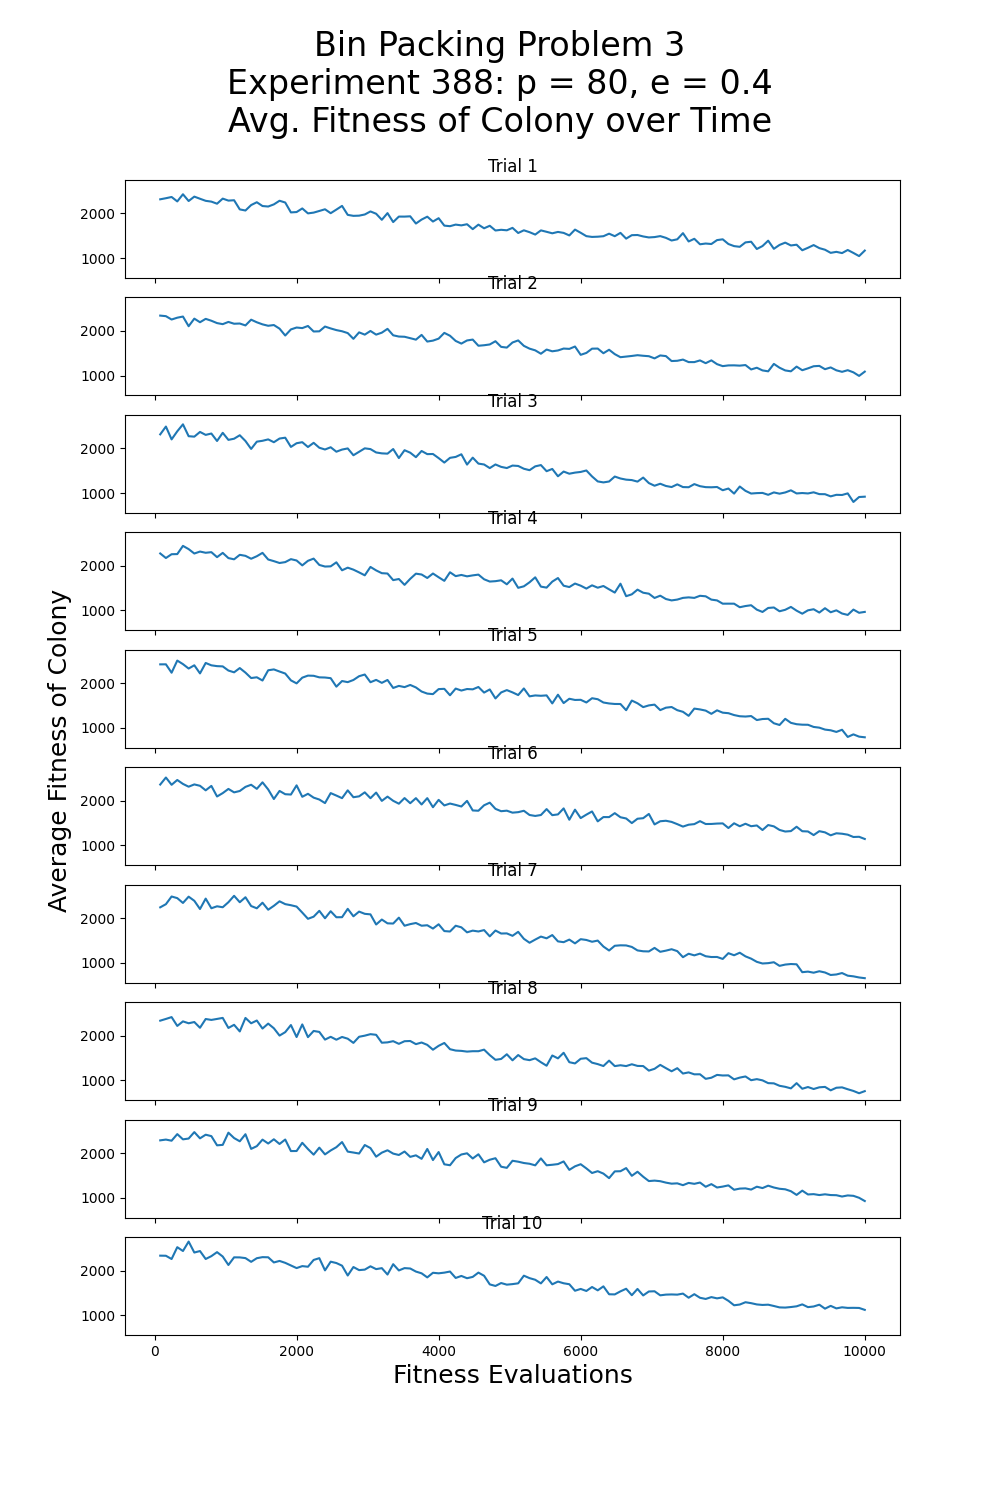 Bin Packing Problem 3
Experiment 388: p = 80, e = 0.4
Avg. Fitness of Colony over Time
Average Fitness of Colony
Trial 1
2000
1000
Trial 2
2000
1000
Trial 3
2000
1000
Trial 4
2000
1000
Trial 5
2000
1000
Trial 6
2000
1000
Trial 7
2000
1000
Trial 8
2000
1000
Trial 9
2000
1000
Trial 10
2000
1000
0 2000 4000 6000 8000 10000
Fitness Evaluations